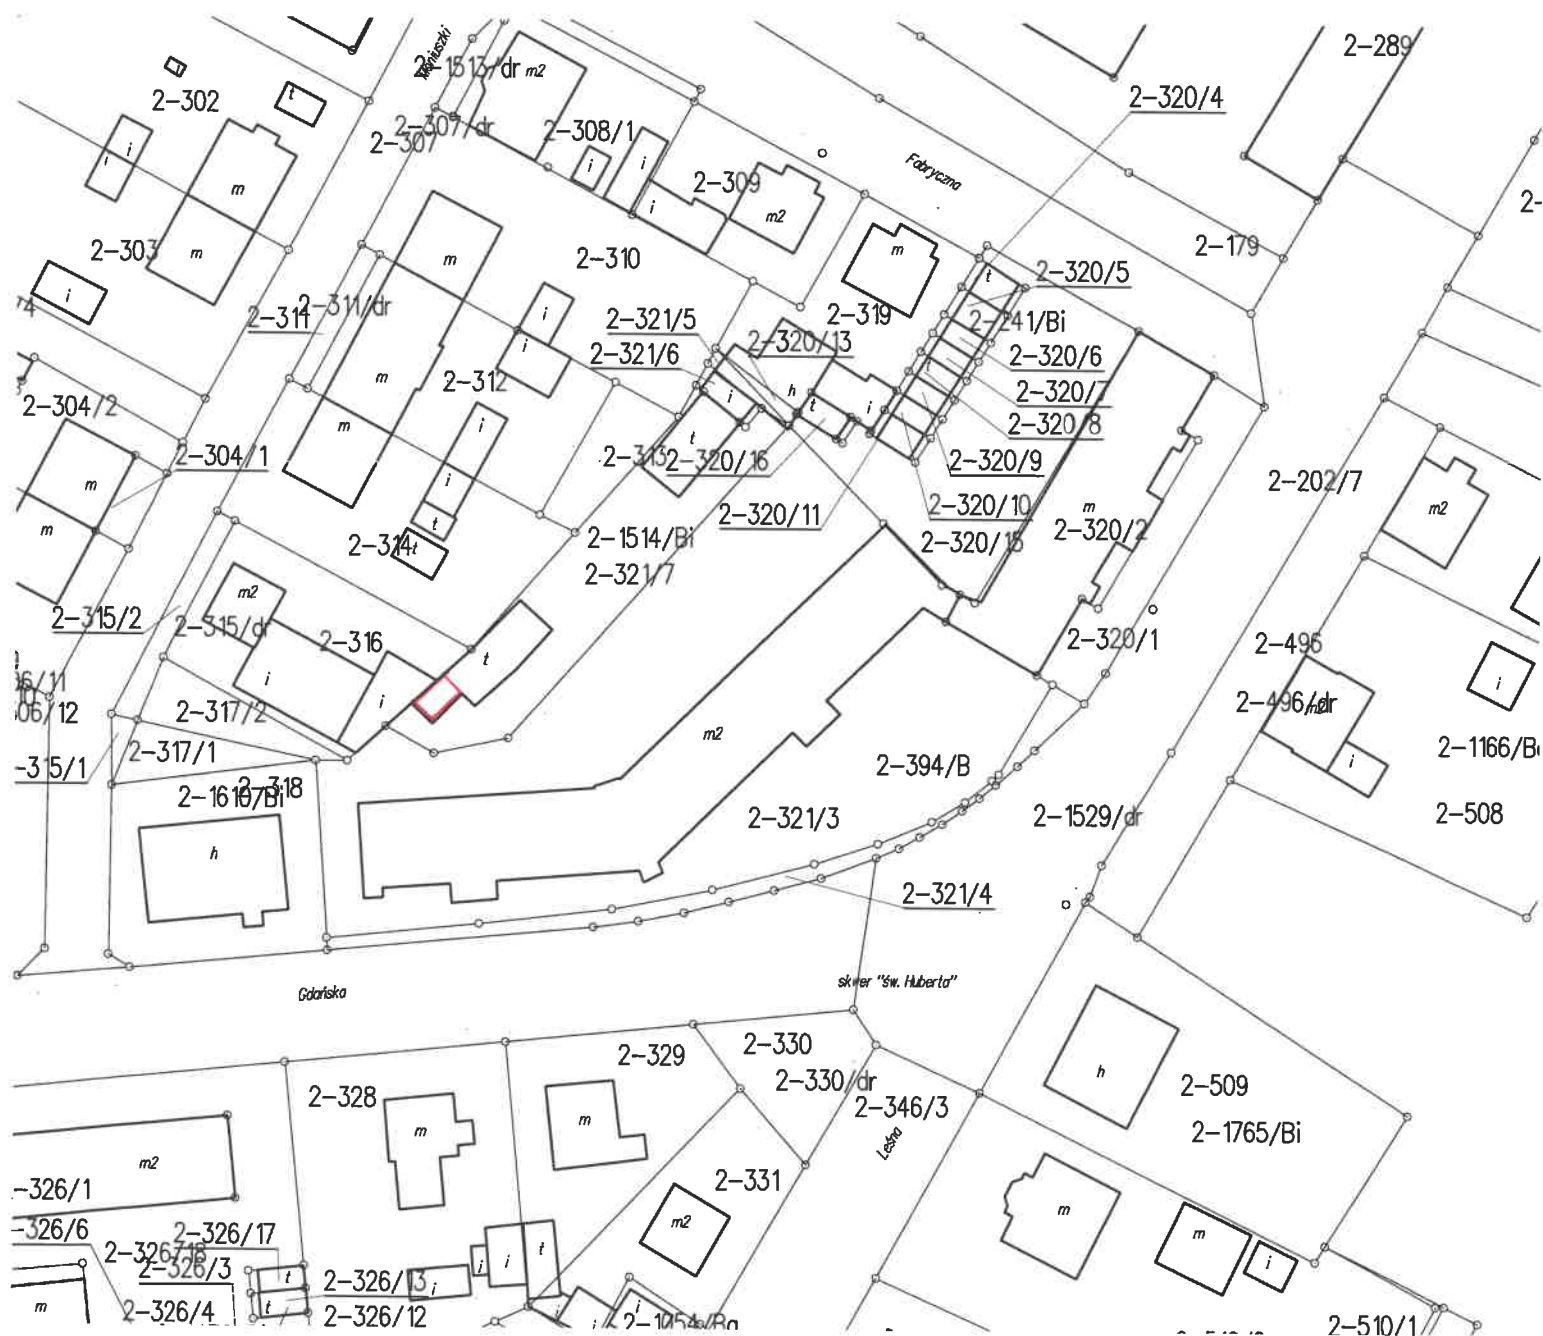 2-289
Moniuszki
2-1513/dr
m2
2-302
t
2-320/4
2-307/dr
2-307
2-308/1
i
i
i
i
Fabryczna
2-309
i
m
m2
2-303
m
m
m
2-310
2-179
t
2-320/5
i
2-311
2-311/dr
i
2-321/5
2-319
2-241/Bi
2-320/13
2-321/6
2-320/6
i
2-312
m
t
2-320/7
h
i
2-304/2
t
i
2-320/8
m
i
t
2-304/1
2-313
2-320/16
2-320/9
m
i
2-202/7
2-320/10
m
m2
2-320/11
t
m
2-320/2
2-314
t
2-1514/Bi
2-320/15
2-321/7
m2
2-315/2
2-315/dr
2-316
2-320/1
2-496
t
i
i
i
2-317/2
2-496/dr
m2
m2
2-317/1
2-1166/B
i
2-315/1
2-394/B
2-318
2-1610/Bi
2-321/3
2-1529/dr
2-508
h
2-321/4
skwer "św. Huberta"
Gdańska
2-329
2-330
h
2-330/dr
2-509
2-328
2-346/3
m
m
2-1765/Bi
Leśna
m2
2-331
-326/1
m2
m
m
-326/6
2-326/17
2-326/18
t
i
i
i
2-326/3
t
2-326/13
i
m
2-326/4
t
2-326/12
i
i
2-510/1